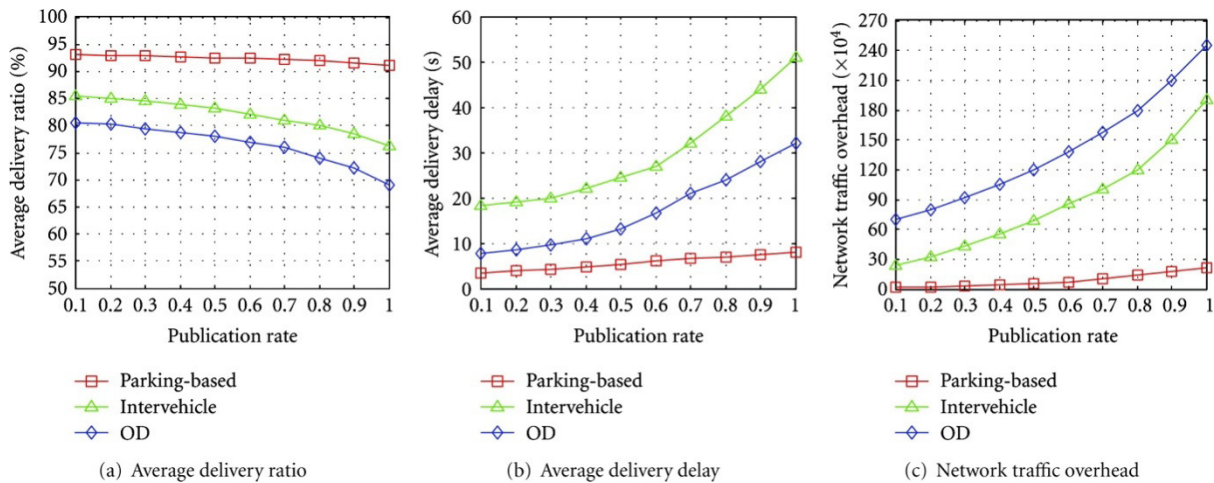 100
95
90
85
80
75
70
65
60
55
50
Average delivery ratio (%)
0.1 0.2 0.3 0.4 0.5 0.6 0.7 0.8 0.9 1
Publication rate
Parking-based
Intervehicle
OD
(a) Average delivery ratio
60
50
40
30
20
10
0
Average delivery delay (s)
0.1 0.2 0.3 0.4 0.5 0.6 0.7 0.8 0.9 1
Publication rate
Parking-based
Intervehicle
OD
(b) Average delivery delay
270
240
210
180
150
120
90
60
30
0
Network traffic overhead (×10⁴)
0.1 0.2 0.3 0.4 0.5 0.6 0.7 0.8 0.9 1
Publication rate
Parking-based
Intervehicle
OD
(c) Network traffic overhead